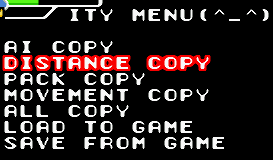 ITY MENU(^_^)
AI COPY
DISTANCE COPY
PACK COPY
MOVEMENT COPY
ALL COPY
LOAD TO GAME
SAVE FROM GAME